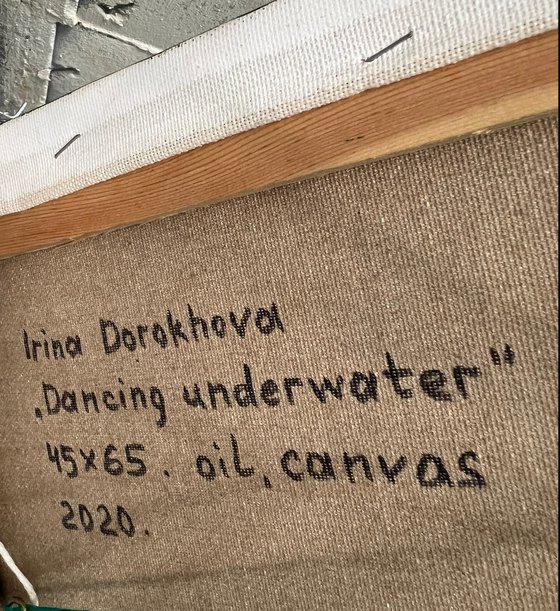 Irina Dorokhova
„Dancing underwater"
45x65. oil, canvas
2020.